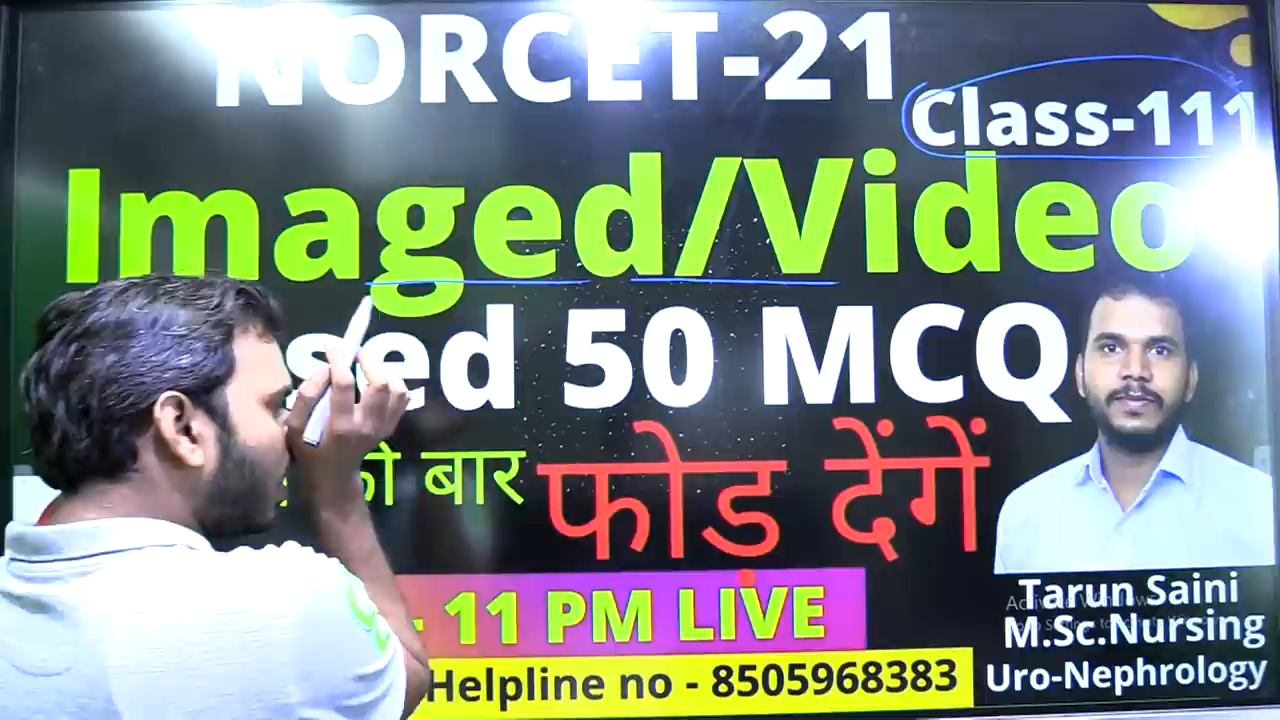 NORCET-21
Class-111
Imaged/Video
sed 50 MCQ
की बार फोड़ देंगें
- 11 PM LIVE
Helpline no - 8505968383
Tarun Saini
M.Sc.Nursing
Uro-Nephrology